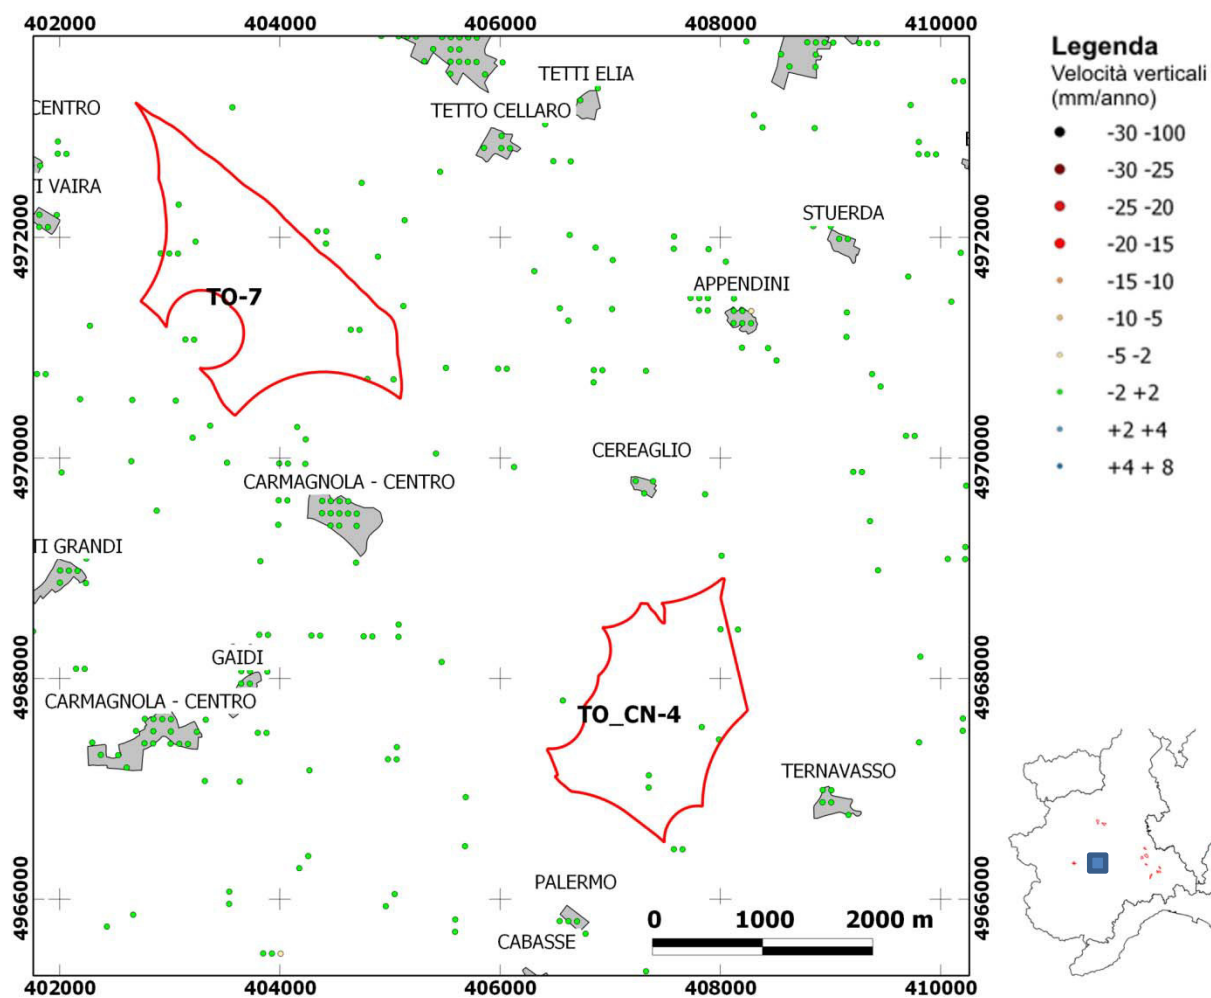 402000 404000 406000 408000 410000
Legenda
Velocità verticali
(mm/anno)
-30 -100
-30 -25
-25 -20
-20 -15
-15 -10
-10 -5
-5 -2
-2 +2
+2 +4
+4 + 8
TETTI ELIA
CENTRO
TETTO CELLARO
TI VAIRA
STUERDA
4972000
4972000
APPENDINI
TO-7
4970000
4970000
CEREAGLIO
CARMAGNOLA - CENTRO
TI GRANDI
GAIDI
4968000
4968000
CARMAGNOLA - CENTRO
TO_CN-4
TERNAVASSO
PALERMO
4966000
4966000
0 1000 2000 m
CABASSE
402000 404000 406000 408000 410000